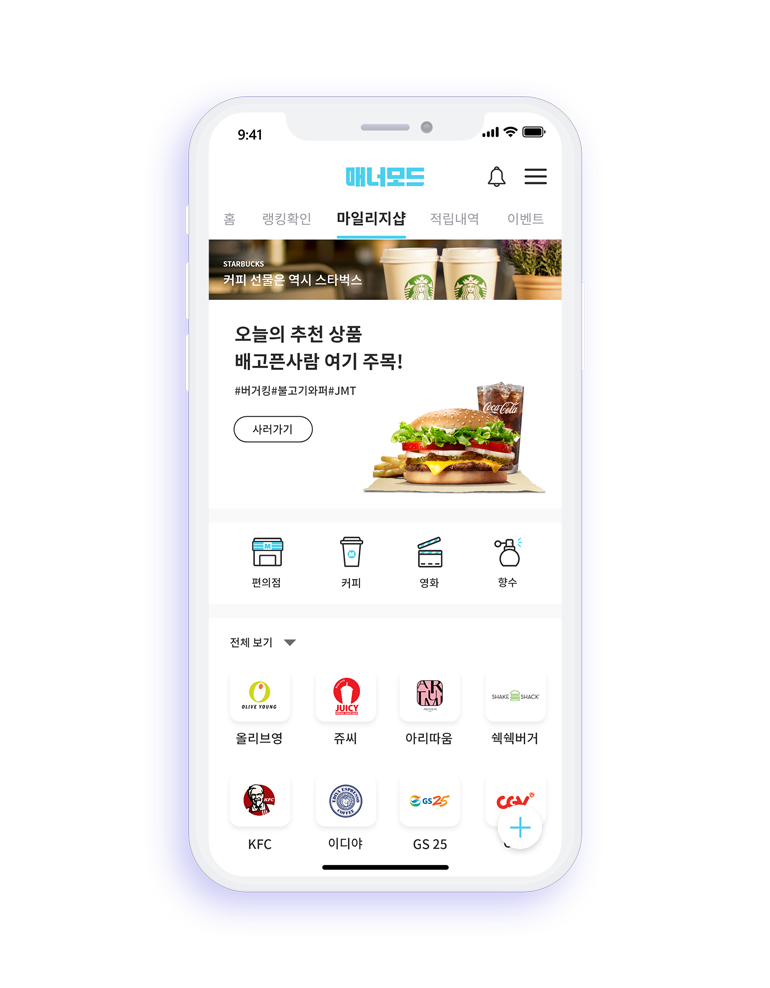 9:41
매너모드
홈 랭킹확인 마일리지샵 적립내역 이벤트
STARBUCKS
커피 선물은 역시 스타벅스
오늘의 추천 상품
배고픈사람 여기 주목!
#버거킹#불고기와퍼#JMT
사러가기
Coca-Cola
M
M
편의점 커피 영화 향수
전체 보기
OLIVE YOUNG
JUICY
ARITAUM
SHAKE SHACK
올리브영 쥬씨 아리따움 쉑쉑버거
KFC
EDIYA ESPRESSO COFFEE
GS25
CGV
KFC 이디야 GS 25